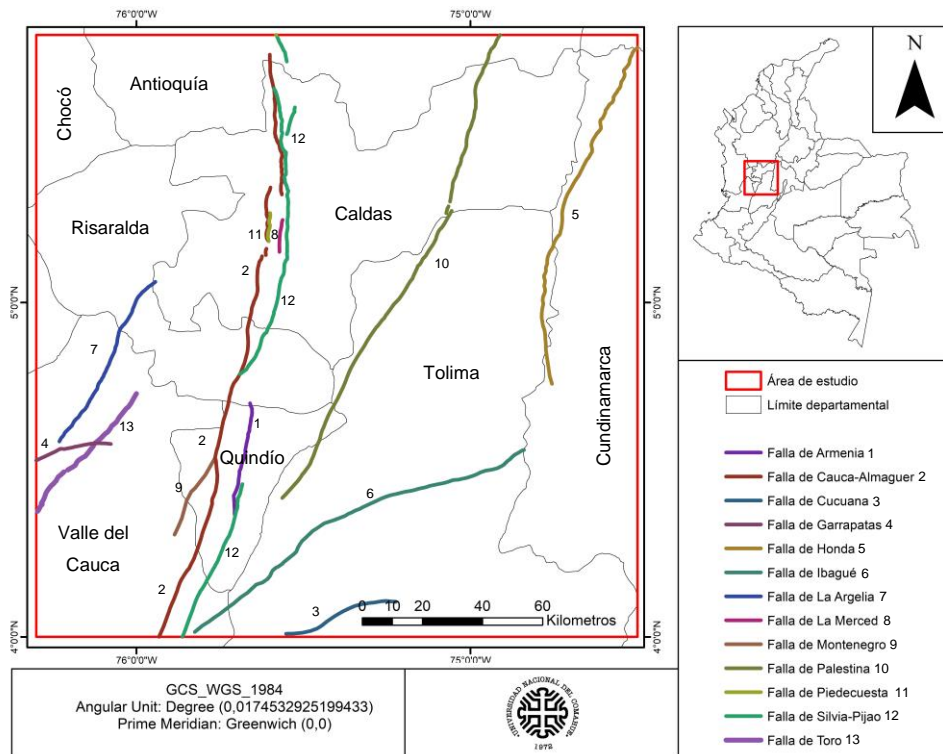 76°0'0"W
75°0'0"W
N
Antioquía
Chocó
12
Risaralda
Caldas
5
11
8
2
10
12
5°0'0"N
5°0'0"N
7
Tolima
Cundinamarca
13
1
4
2
Quindío
9
6
Valle del
Cauca
12
2
3
0 10 20 40 60
Kilometros
4°0'0"N
4°0'0"N
76°0'0"W
75°0'0"W
Área de estudio
Límite departamental
Falla de Armenia 1
Falla de Cauca-Almaguer 2
Falla de Cucuana 3
Falla de Garrapatas 4
Falla de Honda 5
Falla de Ibagué 6
Falla de La Argelia 7
Falla de La Merced 8
Falla de Montenegro 9
Falla de Palestina 10
Falla de Piedecuesta 11
Falla de Silvia-Pijao 12
Falla de Toro 13
GCS_WGS_1984
Angular Unit: Degree (0,0174532925199433)
Prime Meridian: Greenwich (0,0)
UNIVERSIDAD NACIONAL DEL COMAHUE
1972